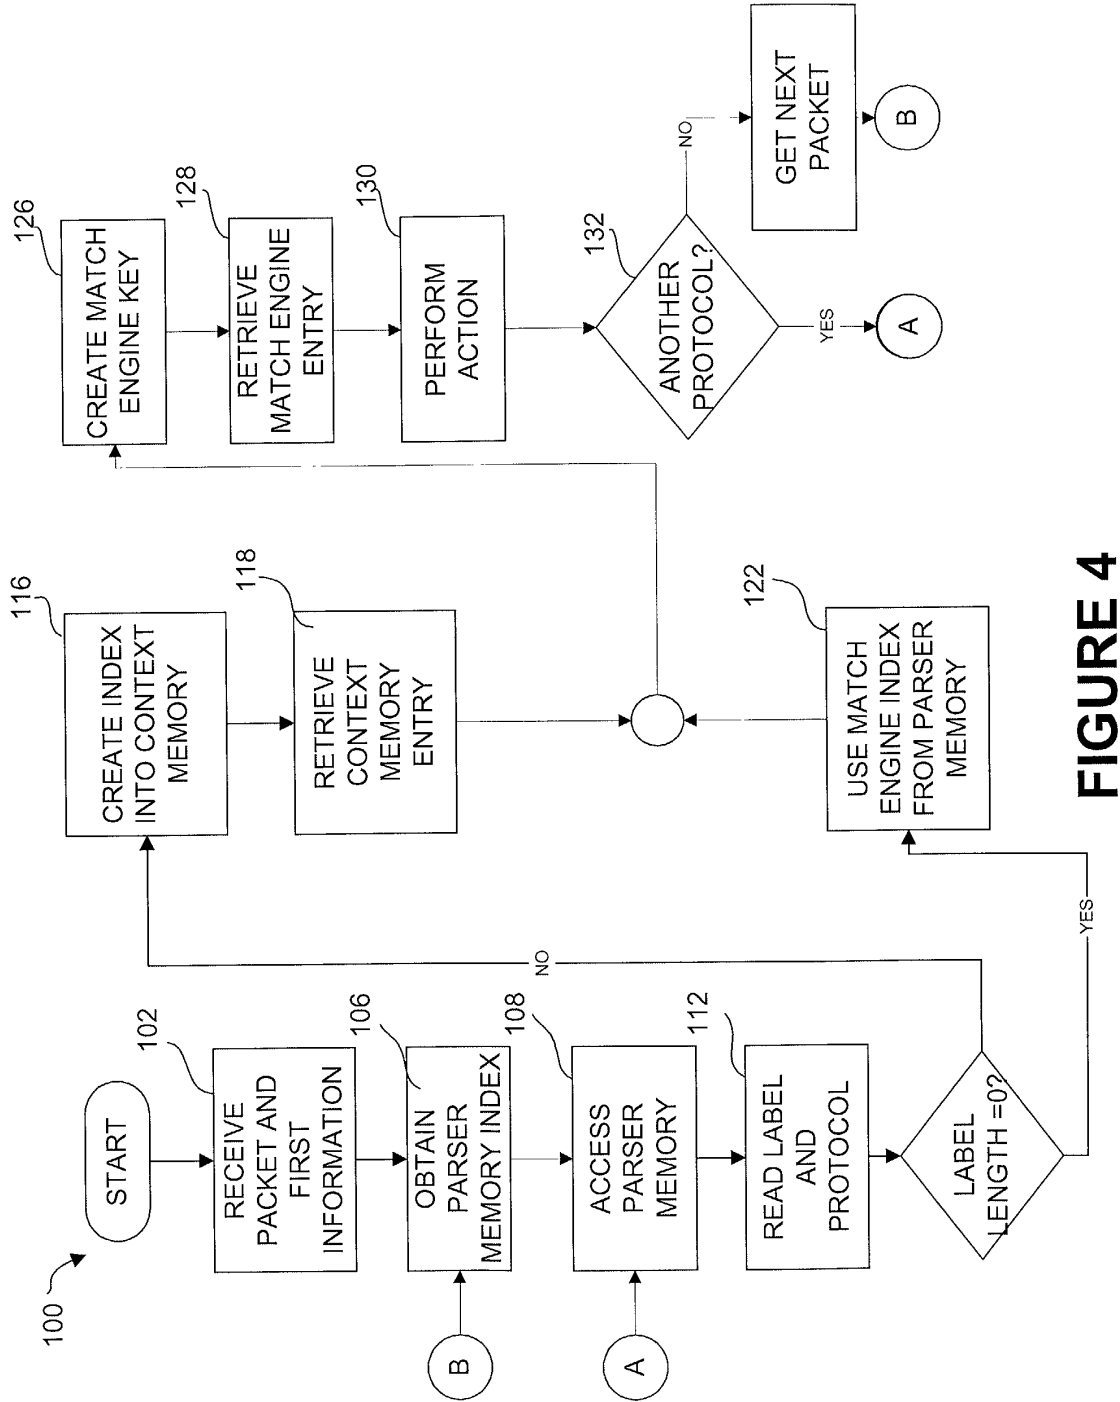 100
START
102
RECEIVE
PACKET AND
FIRST
INFORMATION
106
OBTAIN
PARSER
MEMORY INDEX
B
108
ACCESS
PARSER
MEMORY
A
112
READ LABEL
AND
PROTOCOL
LABEL
LENGTH =0?
NO
YES
116
CREATE INDEX
INTO CONTEXT
MEMORY
118
RETRIEVE
CONTEXT
MEMORY
ENTRY
122
USE MATCH
ENGINE INDEX
FROM PARSER
MEMORY
126
CREATE MATCH
ENGINE KEY
128
RETRIEVE
MATCH ENGINE
ENTRY
130
PERFORM
ACTION
132
ANOTHER
PROTOCOL?
NO
YES
A
GET NEXT
PACKET
B
FIGURE 4